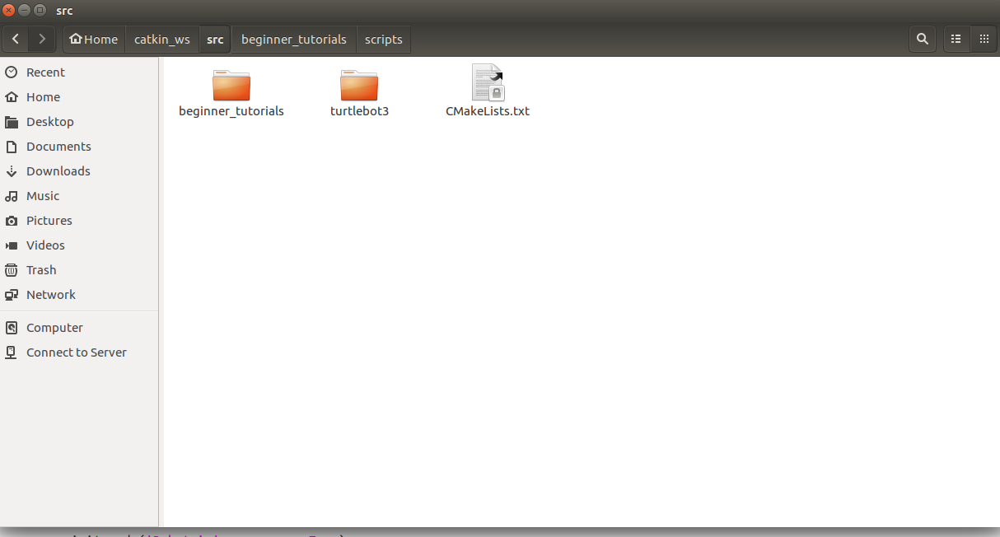 src
Home catkin_ws src beginner_tutorials scripts
Recent
Home
Desktop
Documents
Downloads
Music
Pictures
Videos
Trash
Network
Computer
Connect to Server
beginner_tutorials turtlebot3 CMakeLists.txt